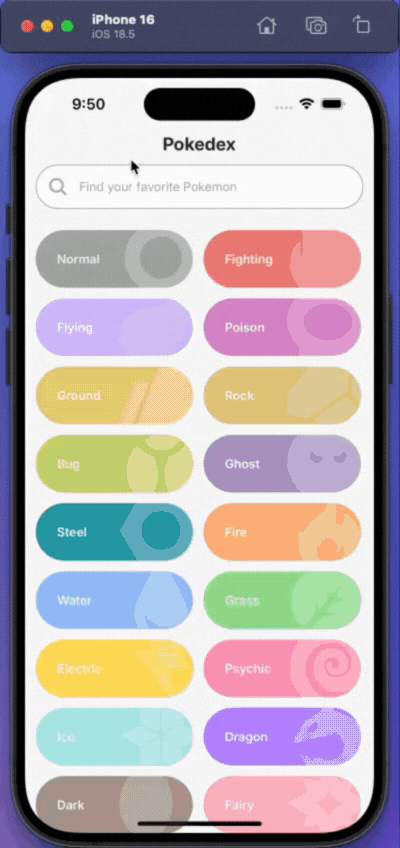 iPhone 16
iOS 18.5
9:50
Pokedex
Find your favorite Pokemon
Normal
Fighting
Flying
Poison
Ground
Rock
Bug
Ghost
Steel
Fire
Water
Grass
Electric
Psychic
Ice
Dragon
Dark
Fairy